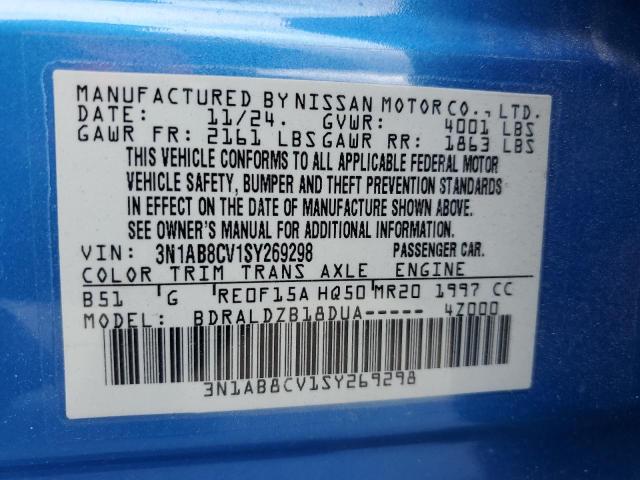 MANUFACTURED BY NISSAN MOTOR CO., LTD.
DATE: 11/24. GVWR: 4001 LBS
GAWR FR: 2161 LBS GAWR RR: 1863 LBS
THIS VEHICLE CONFORMS TO ALL APPLICABLE FEDERAL MOTOR
VEHICLE SAFETY, BUMPER AND THEFT PREVENTION STANDARDS
IN EFFECT ON THE DATE OF MANUFACTURE SHOWN ABOVE.
SEE OWNER'S MANUAL FOR ADDITIONAL INFORMATION.
VIN: 3N1AB8CV1SY269298 PASSENGER CAR.
COLOR TRIM TRANS AXLE ENGINE
B51 G RE0F15A HQ50 MR20 1997 CC
MODEL: BDRALDZB18DUA----- 4Z000
3N1AB8CV1SY269298